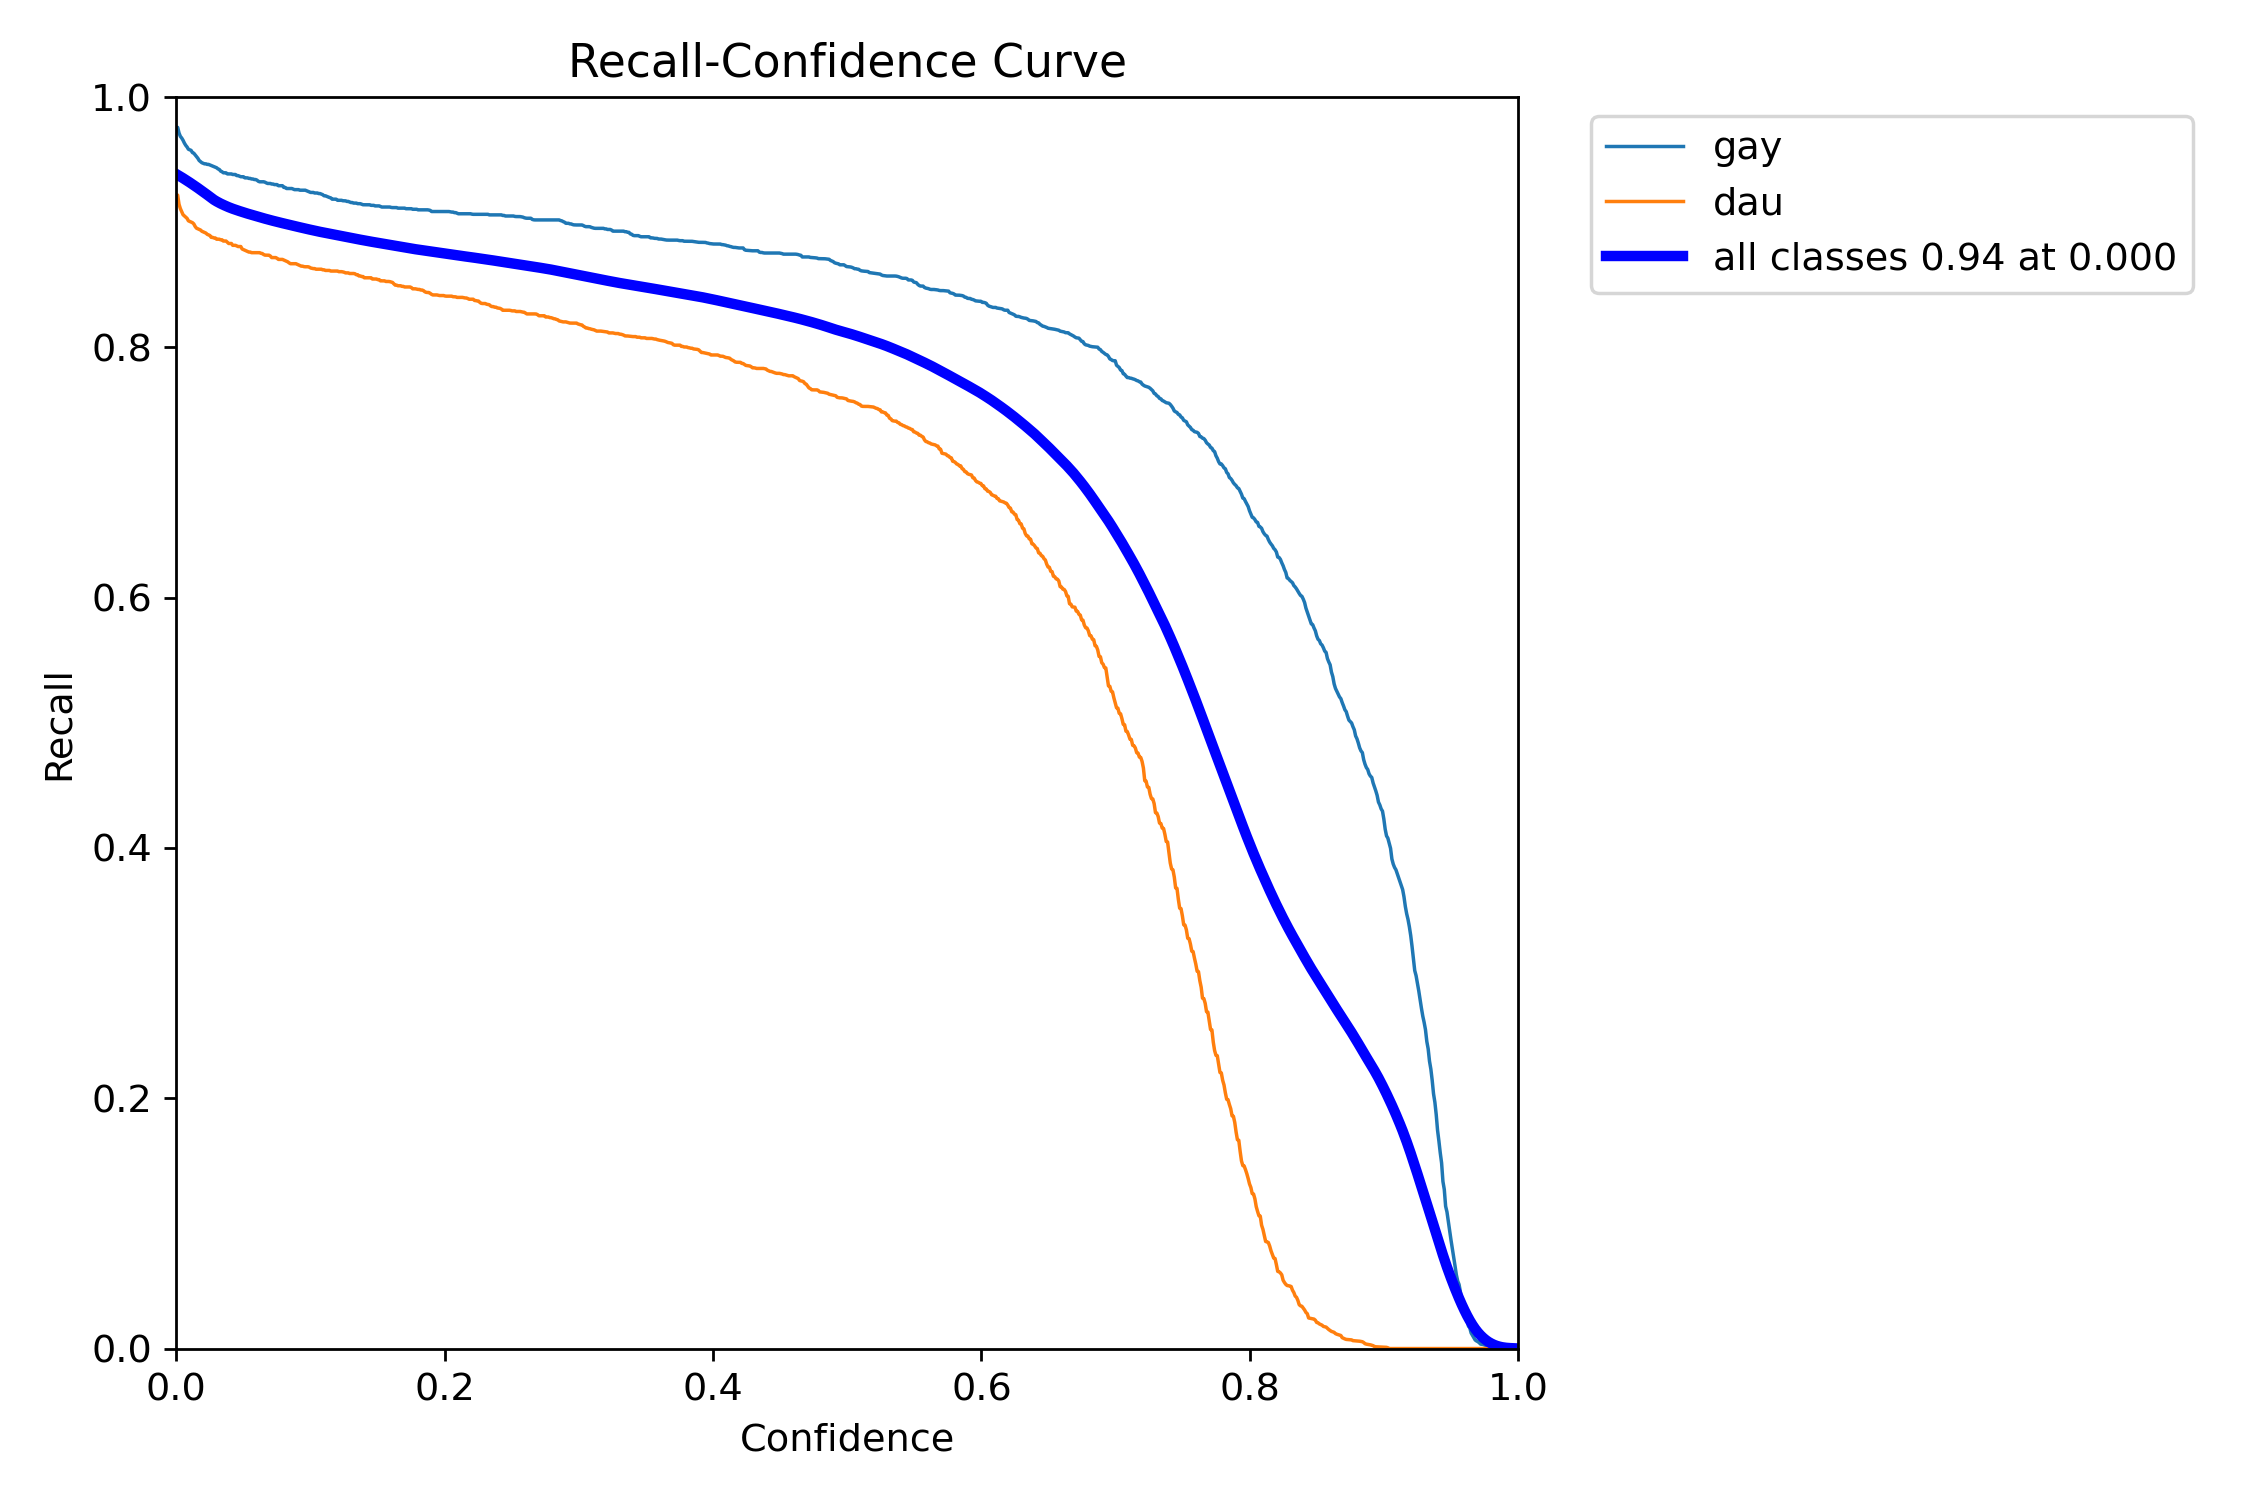 Recall-Confidence Curve
1.0
0.8
0.6
0.4
0.2
0.0
Recall
0.0 0.2 0.4 0.6 0.8 1.0
Confidence
gay
dau
all classes 0.94 at 0.000